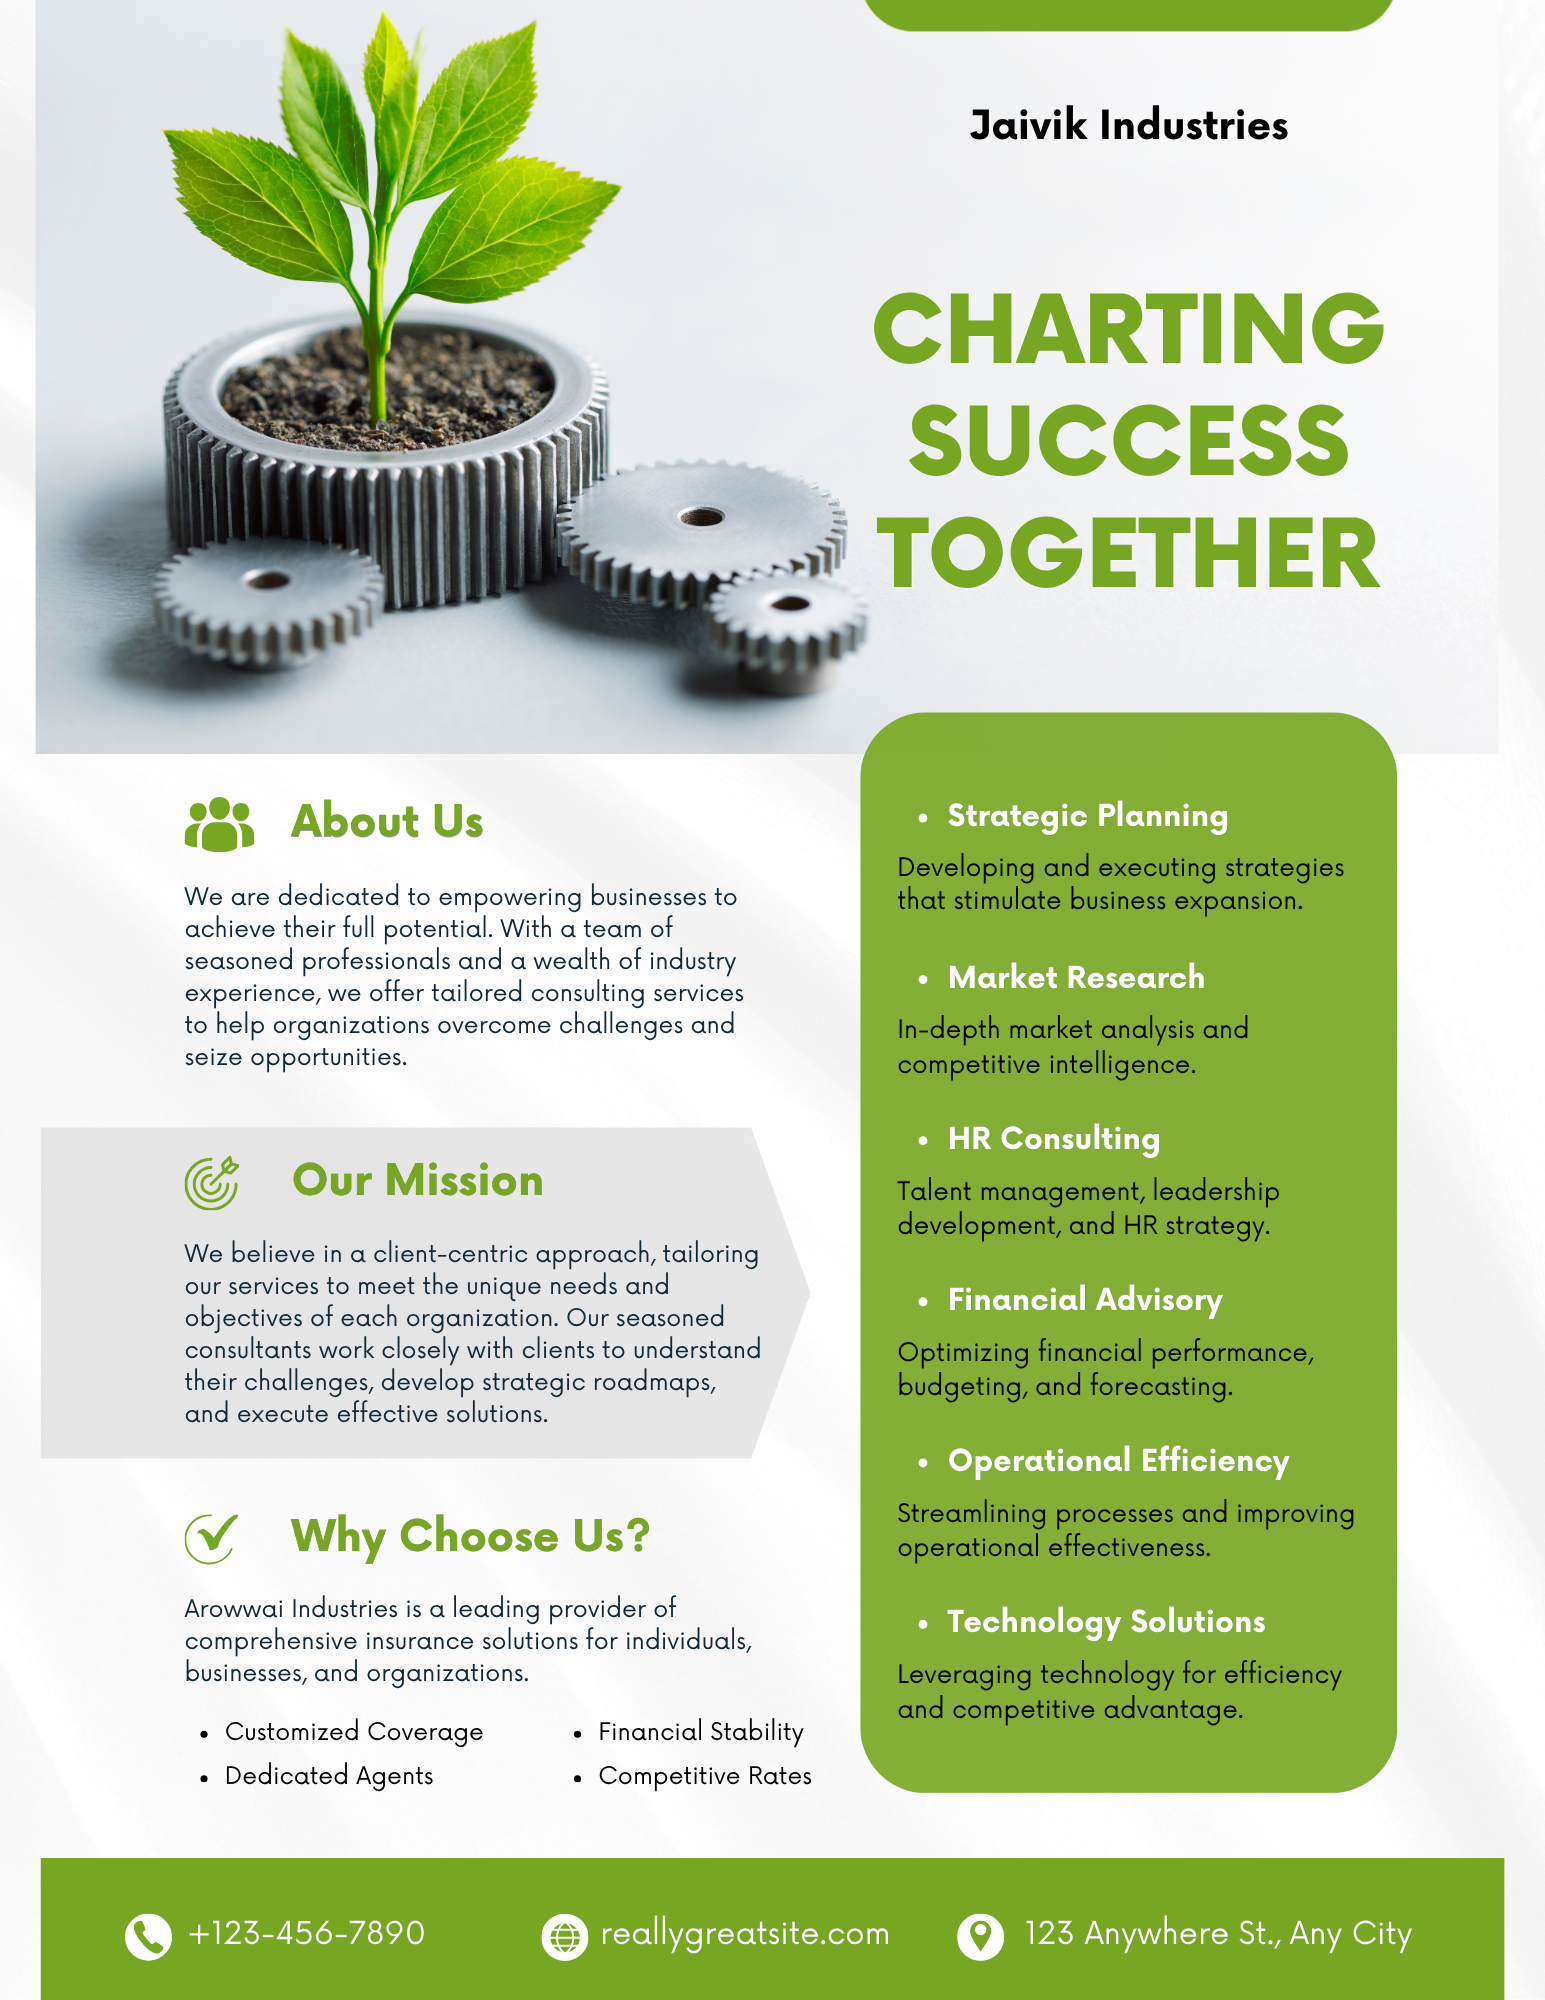 Jaivik Industries
CHARTING
SUCCESS
TOGETHER
About Us
We are dedicated to empowering businesses to
achieve their full potential. With a team of
seasoned professionals and a wealth of industry
experience, we offer tailored consulting services
to help organizations overcome challenges and
seize opportunities.
Our Mission
We believe in a client-centric approach, tailoring
our services to meet the unique needs and
objectives of each organization. Our seasoned
consultants work closely with clients to understand
their challenges, develop strategic roadmaps,
and execute effective solutions.
Why Choose Us?
Arowwai Industries is a leading provider of
comprehensive insurance solutions for individuals,
businesses, and organizations.
• Customized Coverage
• Dedicated Agents
• Financial Stability
• Competitive Rates
• Strategic Planning
Developing and executing strategies
that stimulate business expansion.
• Market Research
In-depth market analysis and
competitive intelligence.
• HR Consulting
Talent management, leadership
development, and HR strategy.
• Financial Advisory
Optimizing financial performance,
budgeting, and forecasting.
• Operational Efficiency
Streamlining processes and improving
operational effectiveness.
• Technology Solutions
Leveraging technology for efficiency
and competitive advantage.
+123-456-7890
reallygreatsite.com
123 Anywhere St., Any City